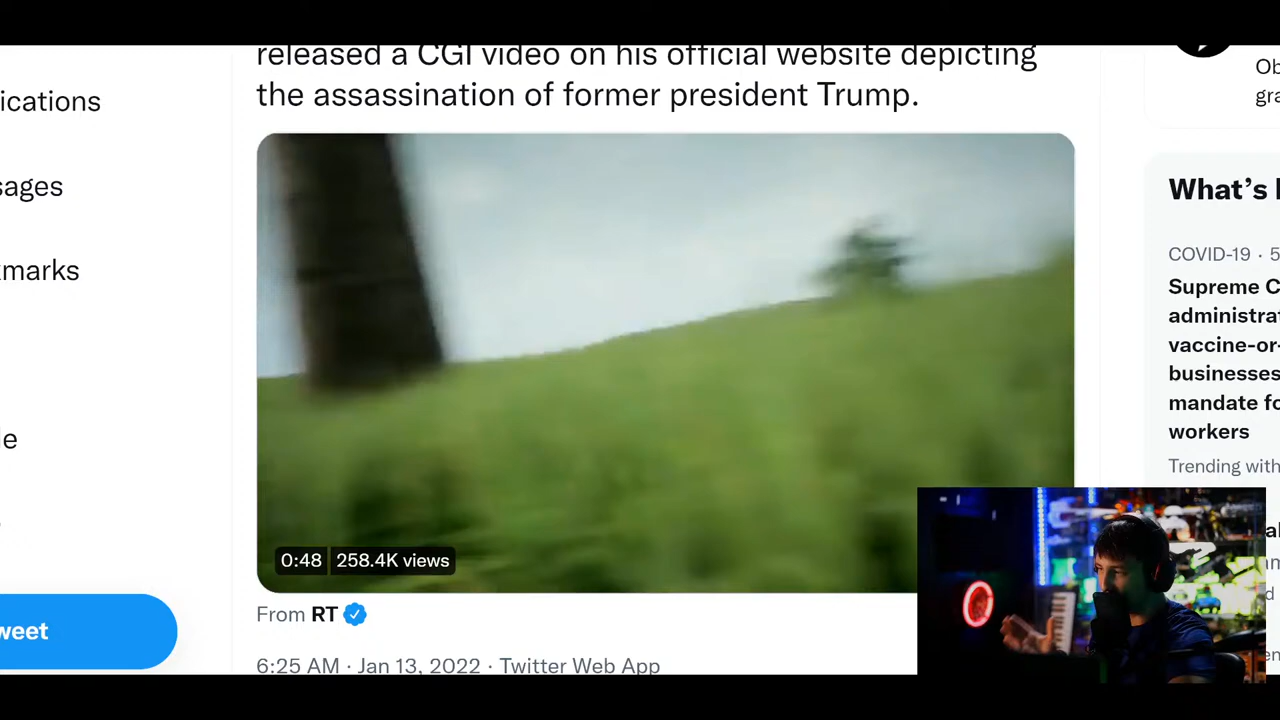 released a CGI video on his official website depicting
the assassination of former president Trump.
ications
sages
kmarks
le
weet
0:48 258.4K views
From RT
6:25 AM · Jan 13, 2022 · Twitter Web App
Ob
gra
What's
COVID-19 · 5
Supreme C
administrat
vaccine-or-
businesses
mandate fo
workers
Trending with